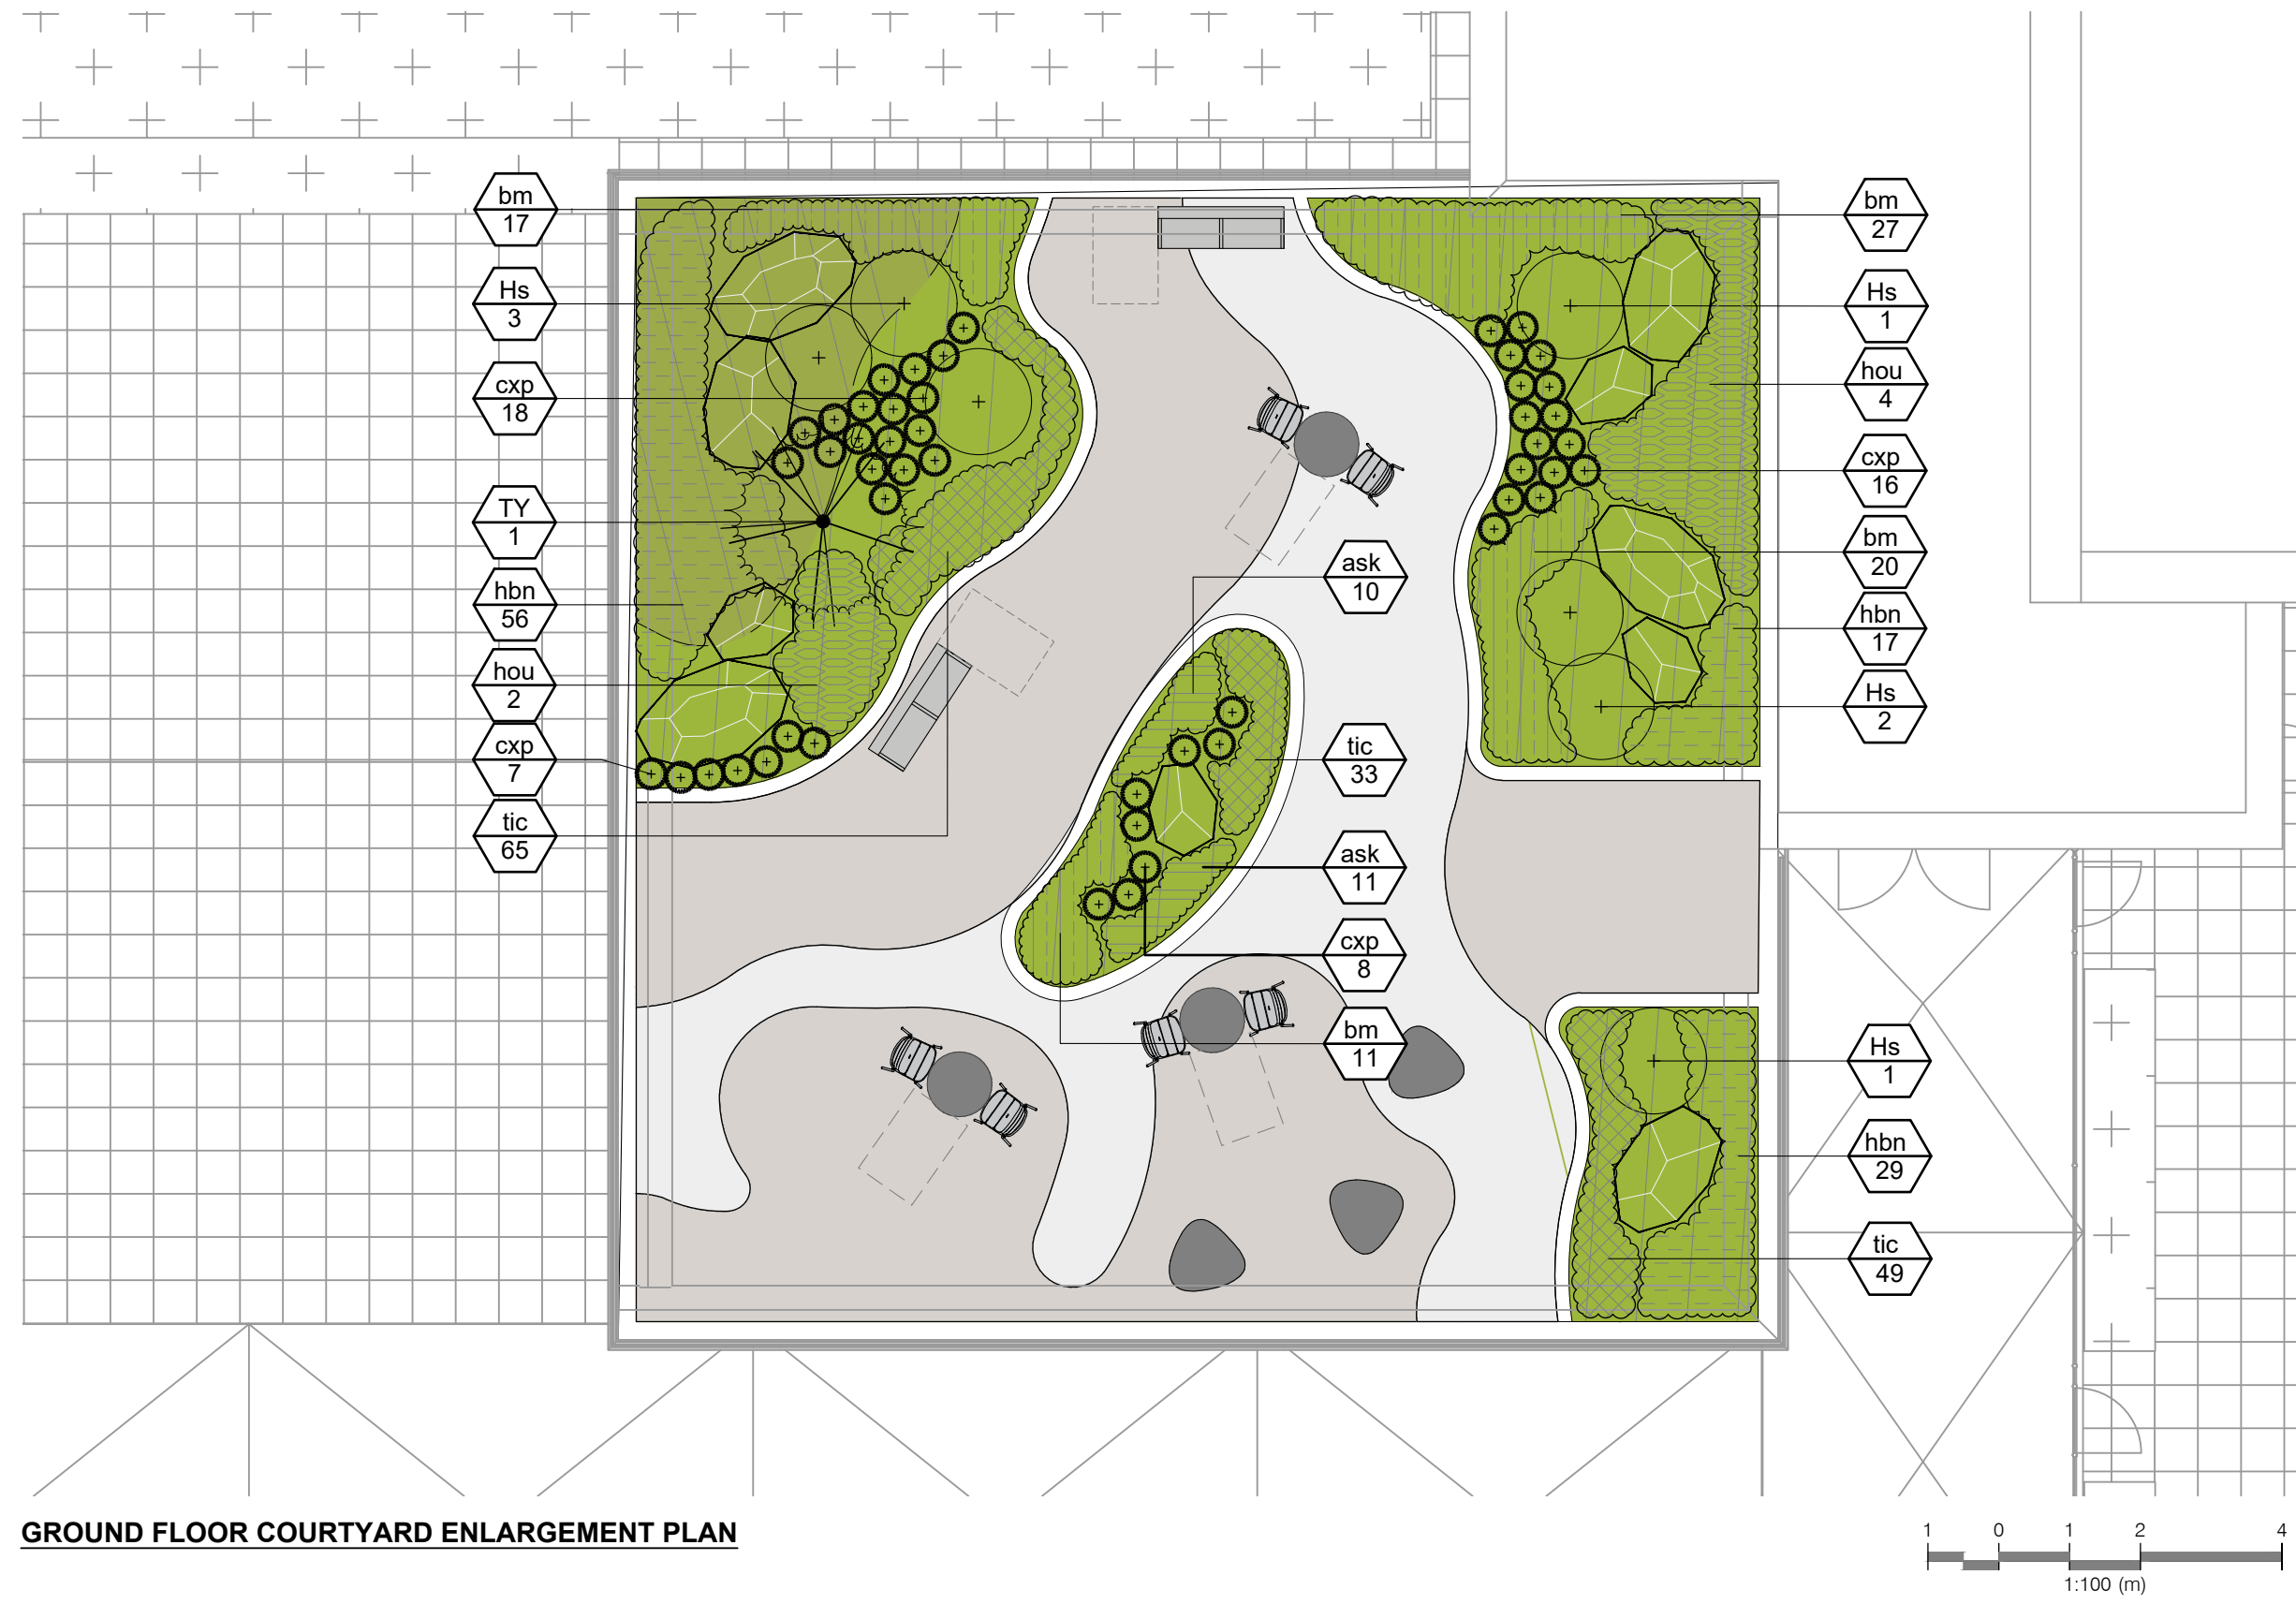 bm
17
Hs
3
cxp
18
TY
1
hbn
56
hou
2
cxp
7
tic
65
ask
10
tic
33
ask
11
cxp
8
bm
11
bm
27
Hs
1
hou
4
cxp
16
bm
20
hbn
17
Hs
2
Hs
1
hbn
29
tic
49
GROUND FLOOR COURTYARD ENLARGEMENT PLAN
1 0 1 2 4
1:100 (m)